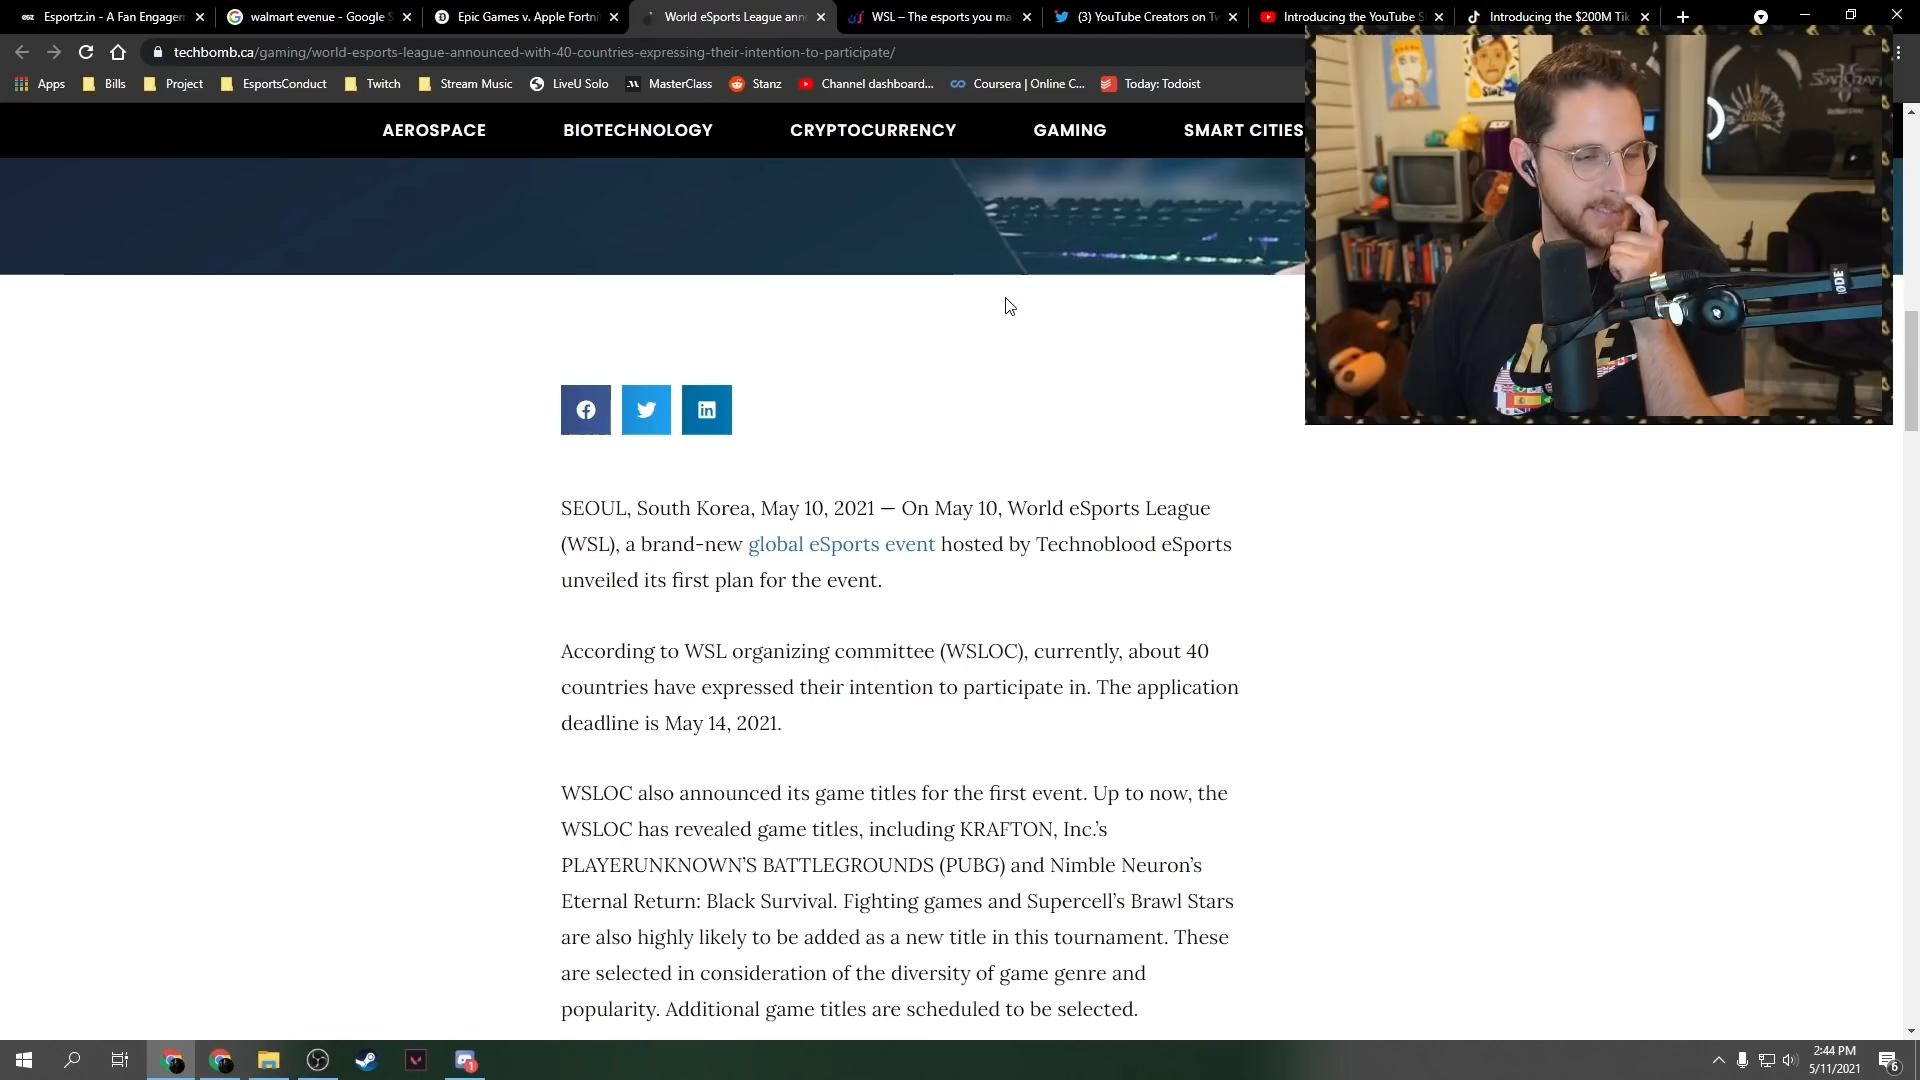 Esportz.in - A Fan Engagem
walmart evenue - Google S
Epic Games v. Apple Fortni
World eSports League ann
WSL – The esports you ma
(3) YouTube Creators on Tw
Introducing the YouTube S
Introducing the $200M Tik
techbomb.ca/gaming/world-esports-league-announced-with-40-countries-expressing-their-intention-to-participate/
Apps Bills Project EsportsConduct Twitch Stream Music LiveU Solo MasterClass Stanz Channel dashboard... Coursera | Online C... Today: Todoist
AEROSPACE BIOTECHNOLOGY CRYPTOCURRENCY GAMING SMART CITIES
RØDE
SEOUL, South Korea, May 10, 2021 — On May 10, World eSports League
(WSL), a brand-new global eSports event hosted by Technoblood eSports
unveiled its first plan for the event.
According to WSL organizing committee (WSLOC), currently, about 40
countries have expressed their intention to participate in. The application
deadline is May 14, 2021.
WSLOC also announced its game titles for the first event. Up to now, the
WSLOC has revealed game titles, including KRAFTON, Inc.’s
PLAYERUNKNOWN’S BATTLEGROUNDS (PUBG) and Nimble Neuron’s
Eternal Return: Black Survival. Fighting games and Supercell’s Brawl Stars
are also highly likely to be added as a new title in this tournament. These
are selected in consideration of the diversity of game genre and
popularity. Additional game titles are scheduled to be selected.
1
2:44 PM
5/11/2021
6